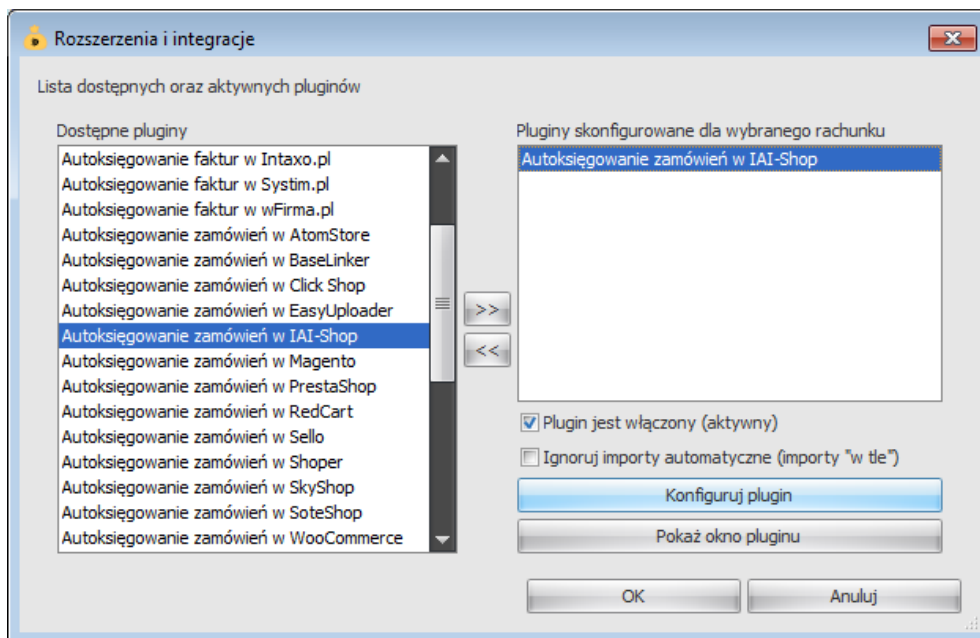 Rozszerzenia i integracje
Lista dostępnych oraz aktywnych pluginów
Dostępne pluginy
Autoksięgowanie faktur w Intaxo.pl
Autoksięgowanie faktur w Systim.pl
Autoksięgowanie faktur w wFirma.pl
Autoksięgowanie zamówień w AtomStore
Autoksięgowanie zamówień w BaseLinker
Autoksięgowanie zamówień w Click Shop
Autoksięgowanie zamówień w EasyUploader
Autoksięgowanie zamówień w IAI-Shop
Autoksięgowanie zamówień w Magento
Autoksięgowanie zamówień w PrestaShop
Autoksięgowanie zamówień w RedCart
Autoksięgowanie zamówień w Sello
Autoksięgowanie zamówień w Shoper
Autoksięgowanie zamówień w SkyShop
Autoksięgowanie zamówień w SoteShop
Autoksięgowanie zamówień w WooCommerce
>>
<<
Pluginy skonfigurowane dla wybranego rachunku
Autoksięgowanie zamówień w IAI-Shop
Plugin jest włączony (aktywny)
Ignoruj importy automatyczne (importy "w tle")
Konfiguruj plugin
Pokaż okno pluginu
OK
Anuluj